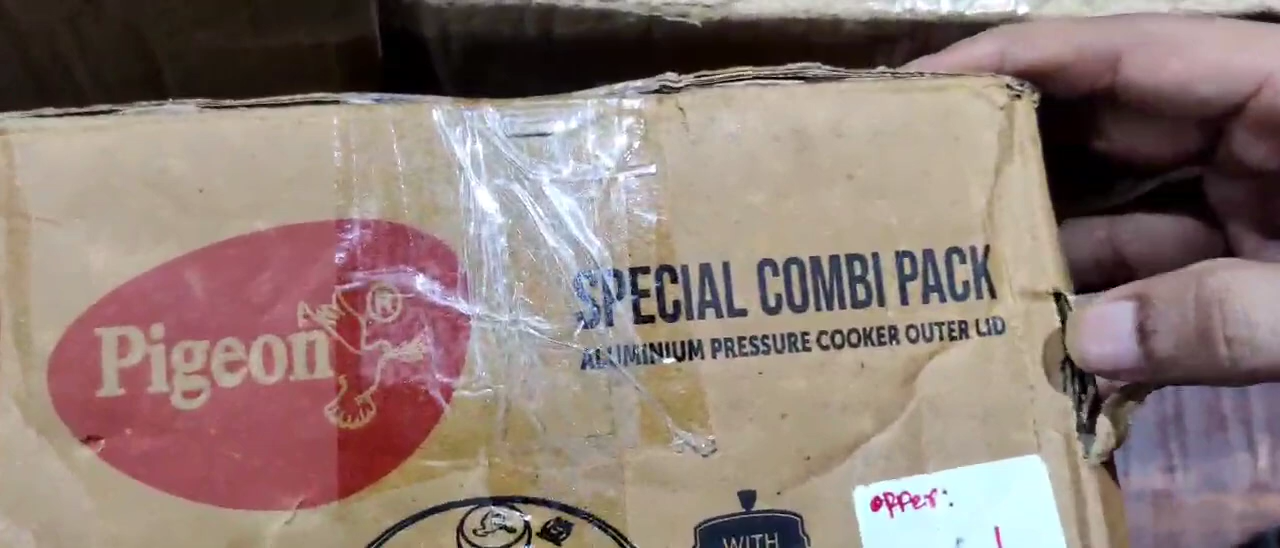 Pigeon
®
SPECIAL COMBI PACK
ALUMINIUM PRESSURE COOKER OUTER LID
WITH
offer: